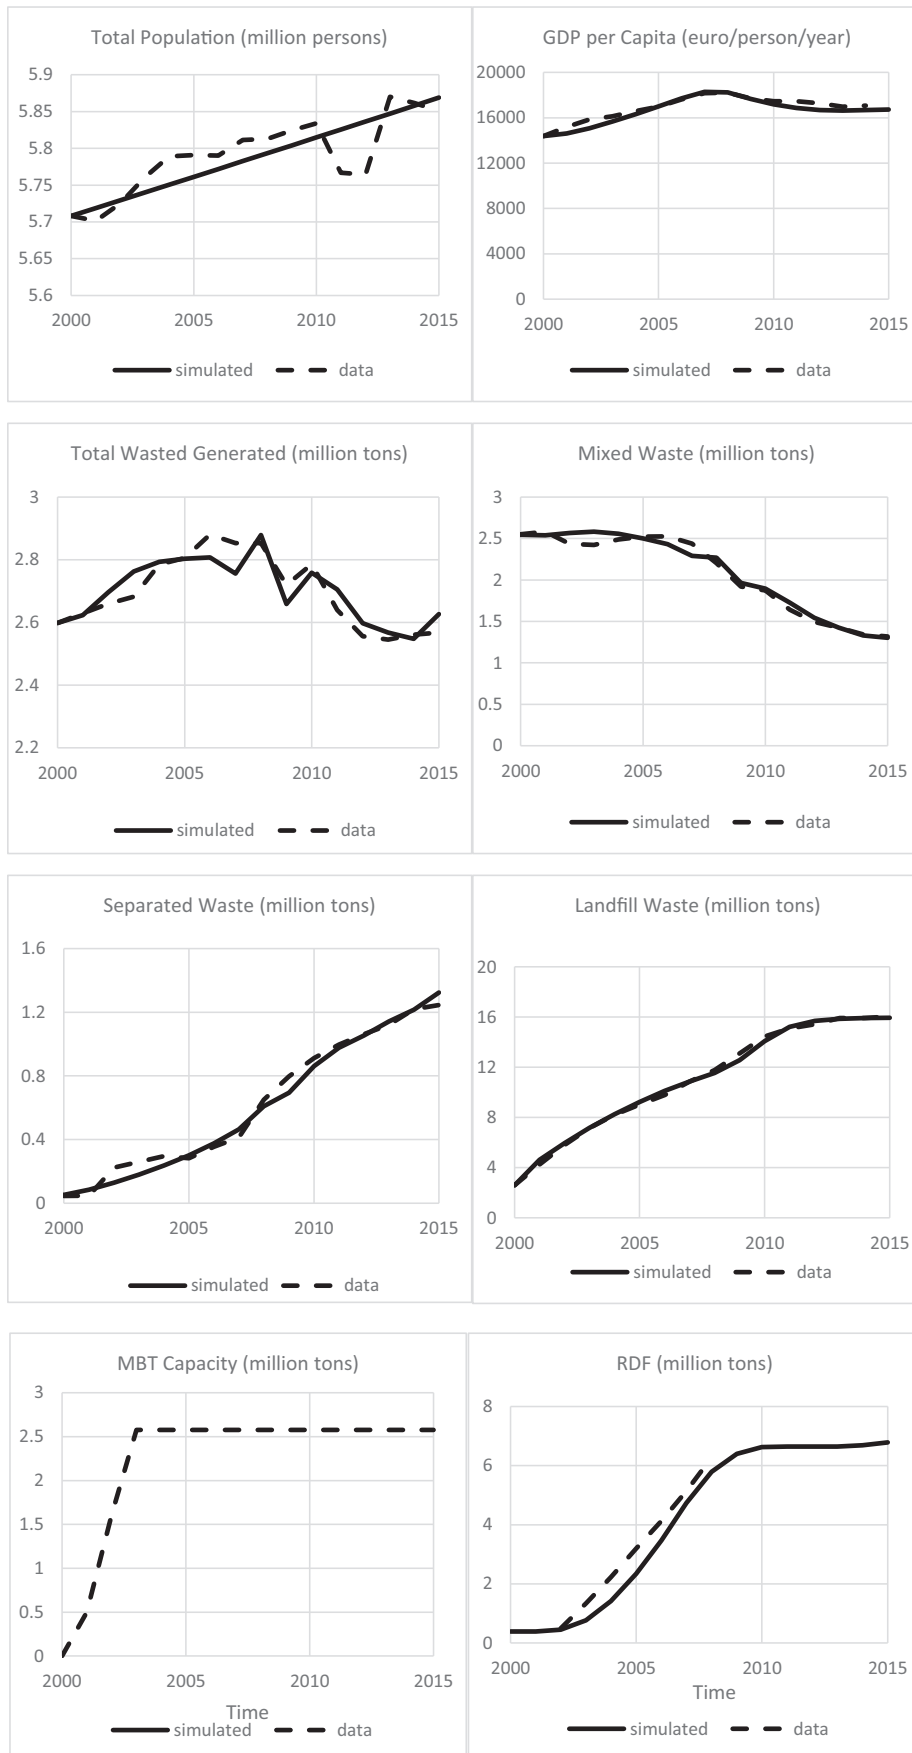 Total Population (million persons)
5.9
5.85
5.8
5.75
5.7
5.65
5.6
2000 2005 2010 2015
simulated data
GDP per Capita (euro/person/year)
20000
16000
12000
8000
4000
0
2000 2005 2010 2015
simulated data
Total Wasted Generated (million tons)
3
2.8
2.6
2.4
2.2
2000 2005 2010 2015
simulated data
Mixed Waste (million tons)
3
2.5
2
1.5
1
0.5
0
2000 2005 2010 2015
simulated data
Separated Waste (million tons)
1.6
1.2
0.8
0.4
0
2000 2005 2010 2015
simulated data
Landfill Waste (million tons)
20
16
12
8
4
0
2000 2005 2010 2015
simulated data
MBT Capacity (million tons)
3
2.5
2
1.5
1
0.5
0
2000 2005 2010 2015
Time
simulated data
RDF (million tons)
8
6
4
2
0
2000 2005 2010 2015
Time
simulated data